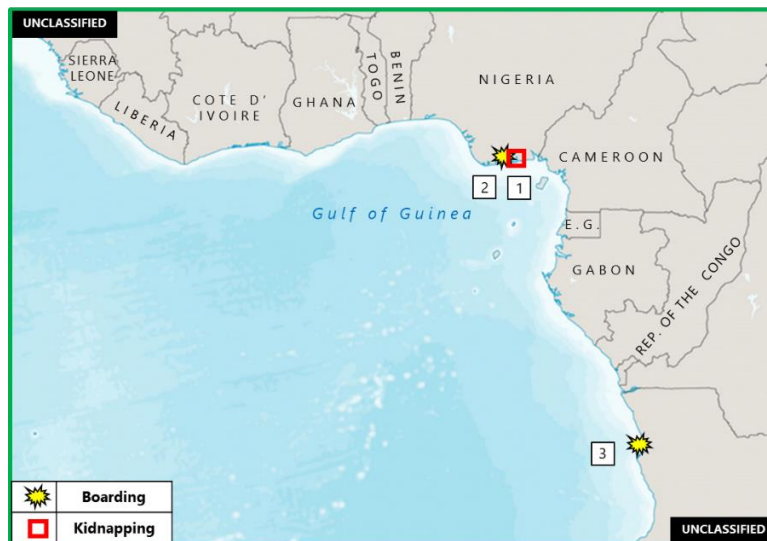 UNCLASSIFIED
SIERRA
LEONE
LIBERIA
COTE D'
IVOIRE
GHANA
TOGO
BENIN
NIGERIA
CAMEROON
2
1
Gulf of Guinea
E.G.
GABON
REP. OF THE CONGO
3
Boarding
Kidnapping
UNCLASSIFIED